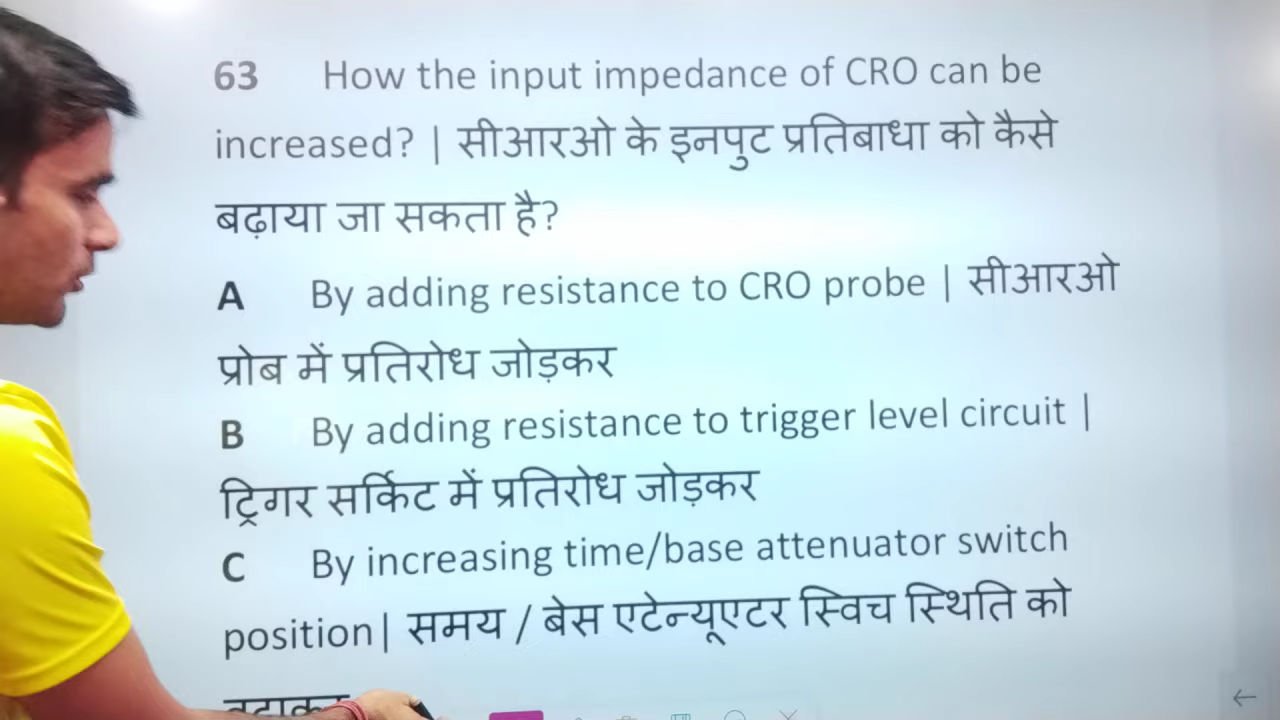 63 How the input impedance of CRO can be
increased? | सीआरओ के इनपुट प्रतिबाधा को कैसे
बढ़ाया जा सकता है?
A By adding resistance to CRO probe | सीआरओ
प्रोब में प्रतिरोध जोड़कर
B By adding resistance to trigger level circuit |
ट्रिगर सर्किट में प्रतिरोध जोड़कर
C By increasing time/base attenuator switch
position| समय / बेस एटेन्यूएटर स्विच स्थिति को